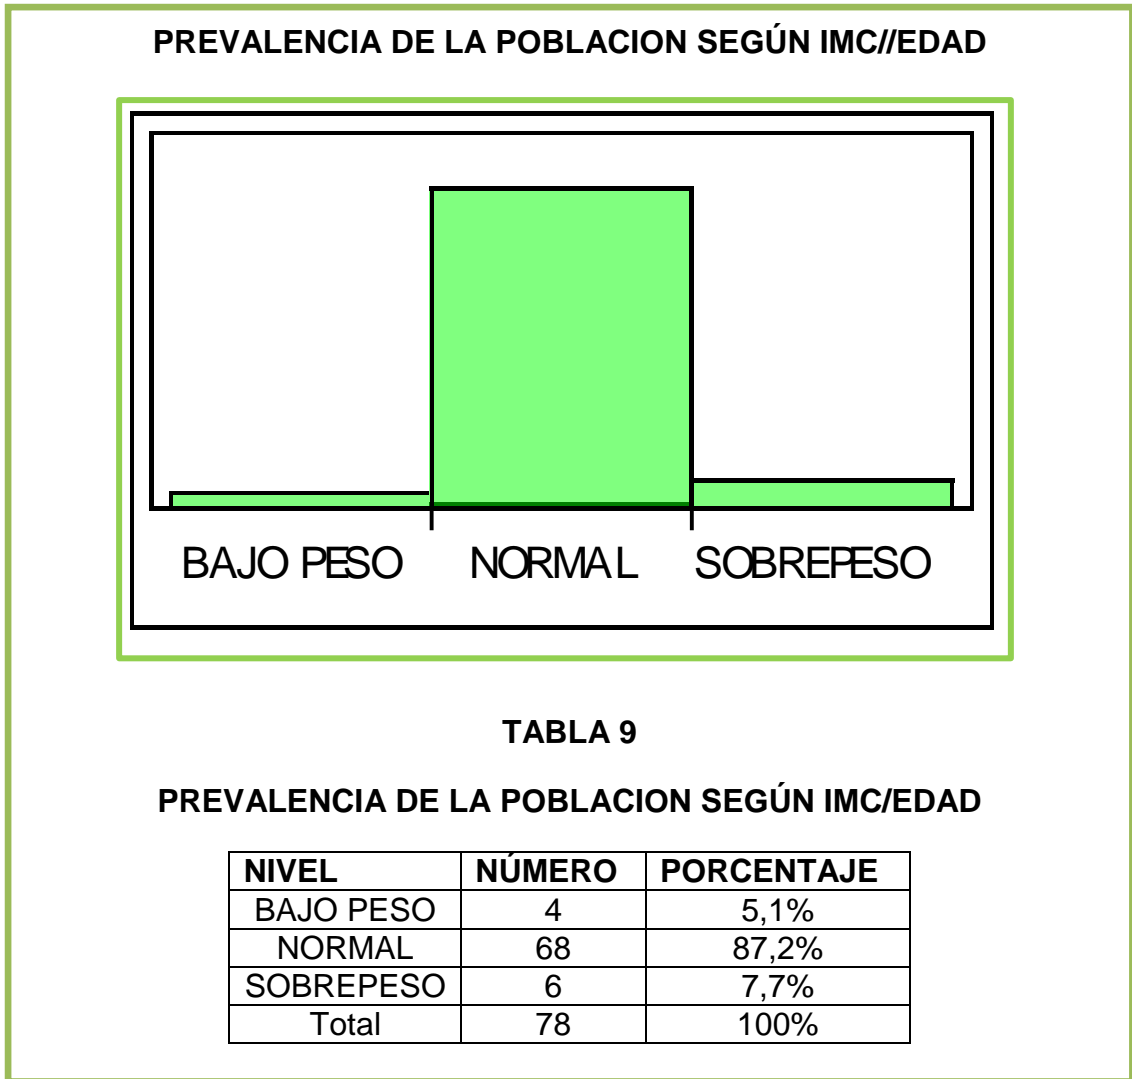 PREVALENCIA DE LA POBLACION SEGÚN IMC//EDAD
BAJO PESO NORMAL SOBREPESO
TABLA 9
PREVALENCIA DE LA POBLACION SEGÚN IMC/EDAD
NIVEL NÚMERO PORCENTAJE
BAJO PESO 4 5,1%
NORMAL 68 87,2%
SOBREPESO 6 7,7%
Total 78 100%